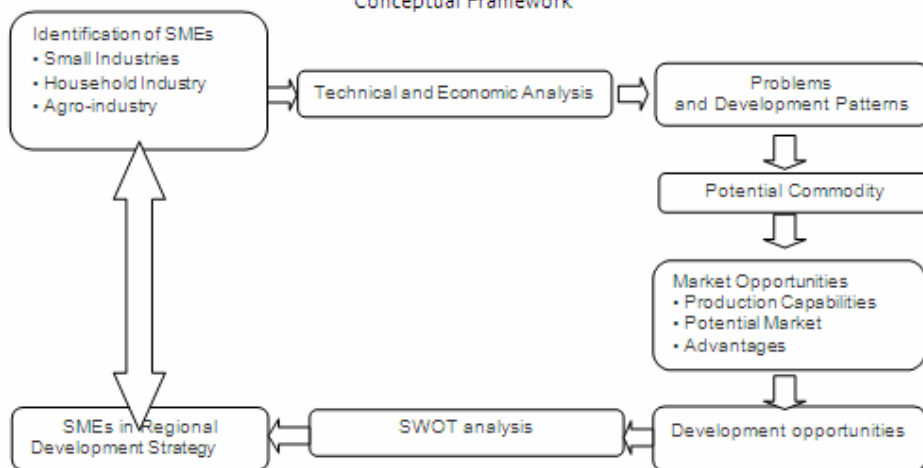 Conceptual Framework
Identification of SMEs
• Small Industries
• Household Industry
• Agro-industry
Technical and Economic Analysis
Problems
and Development Patterns
Potential Commodity
Market Opportunities
• Production Capabilities
• Potential Market
• Advantages
Development opportunities
SWOT analysis
SMEs in Regional
Development Strategy